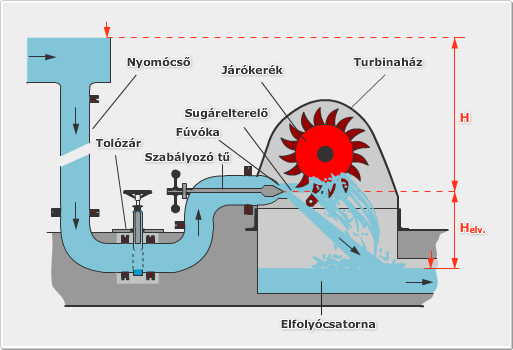 Nyomócső
Járókerék
Turbinaház
Sugárelterelő
H
Fúvóka
Tolózár
Szabályozó tű
Helv.
Elfolyócsatorna